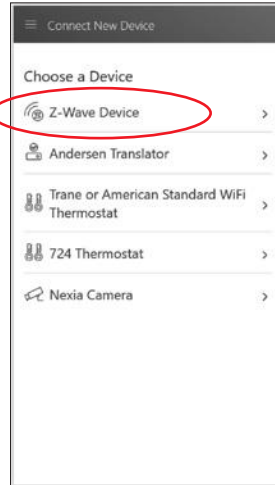 Connect New Device
Choose a Device
Z-Wave Device
Andersen Translator
Trane or American Standard WiFi
Thermostat
724 Thermostat
Nexia Camera